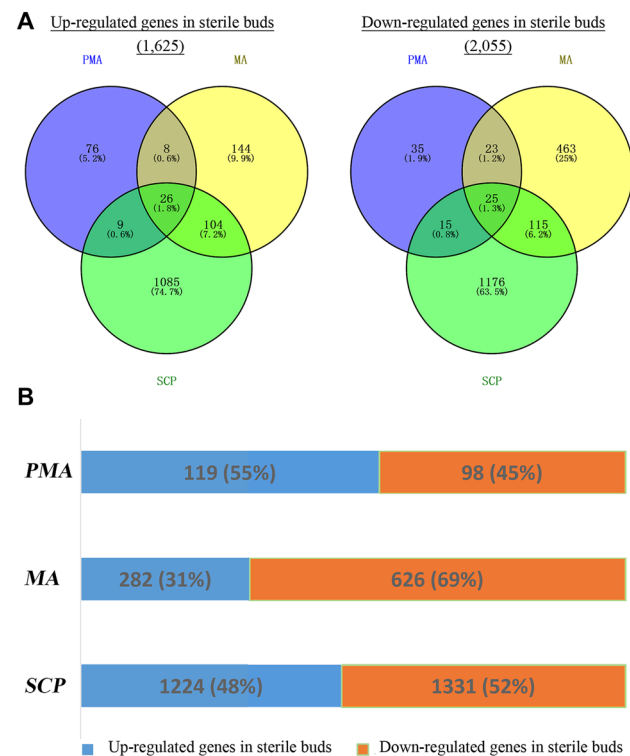 A
Up-regulated genes in sterile buds
(1,625)
Down-regulated genes in sterile buds
(2,055)
PMA
MA
PMA
MA
76
(5.2%)
8
(0.6%)
144
(9.9%)
26
(1.8%)
9
(0.6%)
104
(7.2%)
1085
(74.7%)
SCP
35
(1.9%)
23
(1.2%)
463
(25%)
25
(1.3%)
15
(0.8%)
115
(6.2%)
1176
(63.5%)
SCP
B
PMA
119 (55%)
98 (45%)
MA
282 (31%)
626 (69%)
SCP
1224 (48%)
1331 (52%)
Up-regulated genes in sterile buds
Down-regulated genes in sterile buds